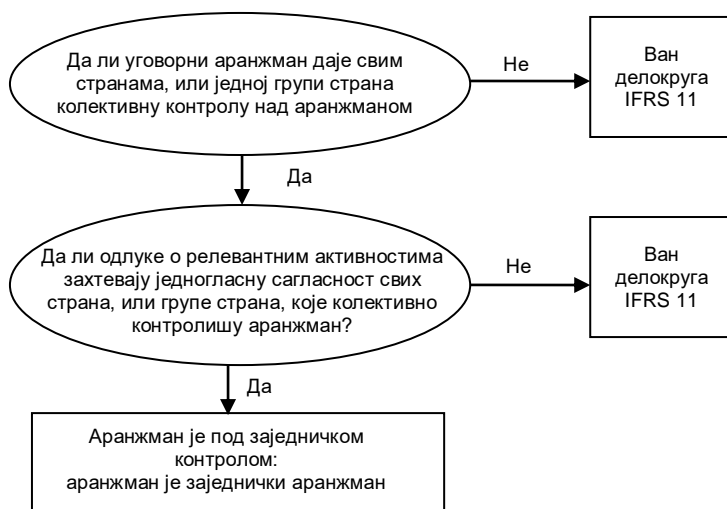 Да ли уговорни аранжман даје свим
странама, или једној групи страна
колективну контролу над аранжманом
Не
Ван
делокруга
IFRS 11
Да
Да ли одлуке о релевантним активностима
захтевају једногласну сагласност свих
страна, или групе страна, које колективно
контролишу аранжман?
Не
Ван
делокруга
IFRS 11
Да
Аранжман је под заједничком
контролом:
аранжман је заједнички аранжман